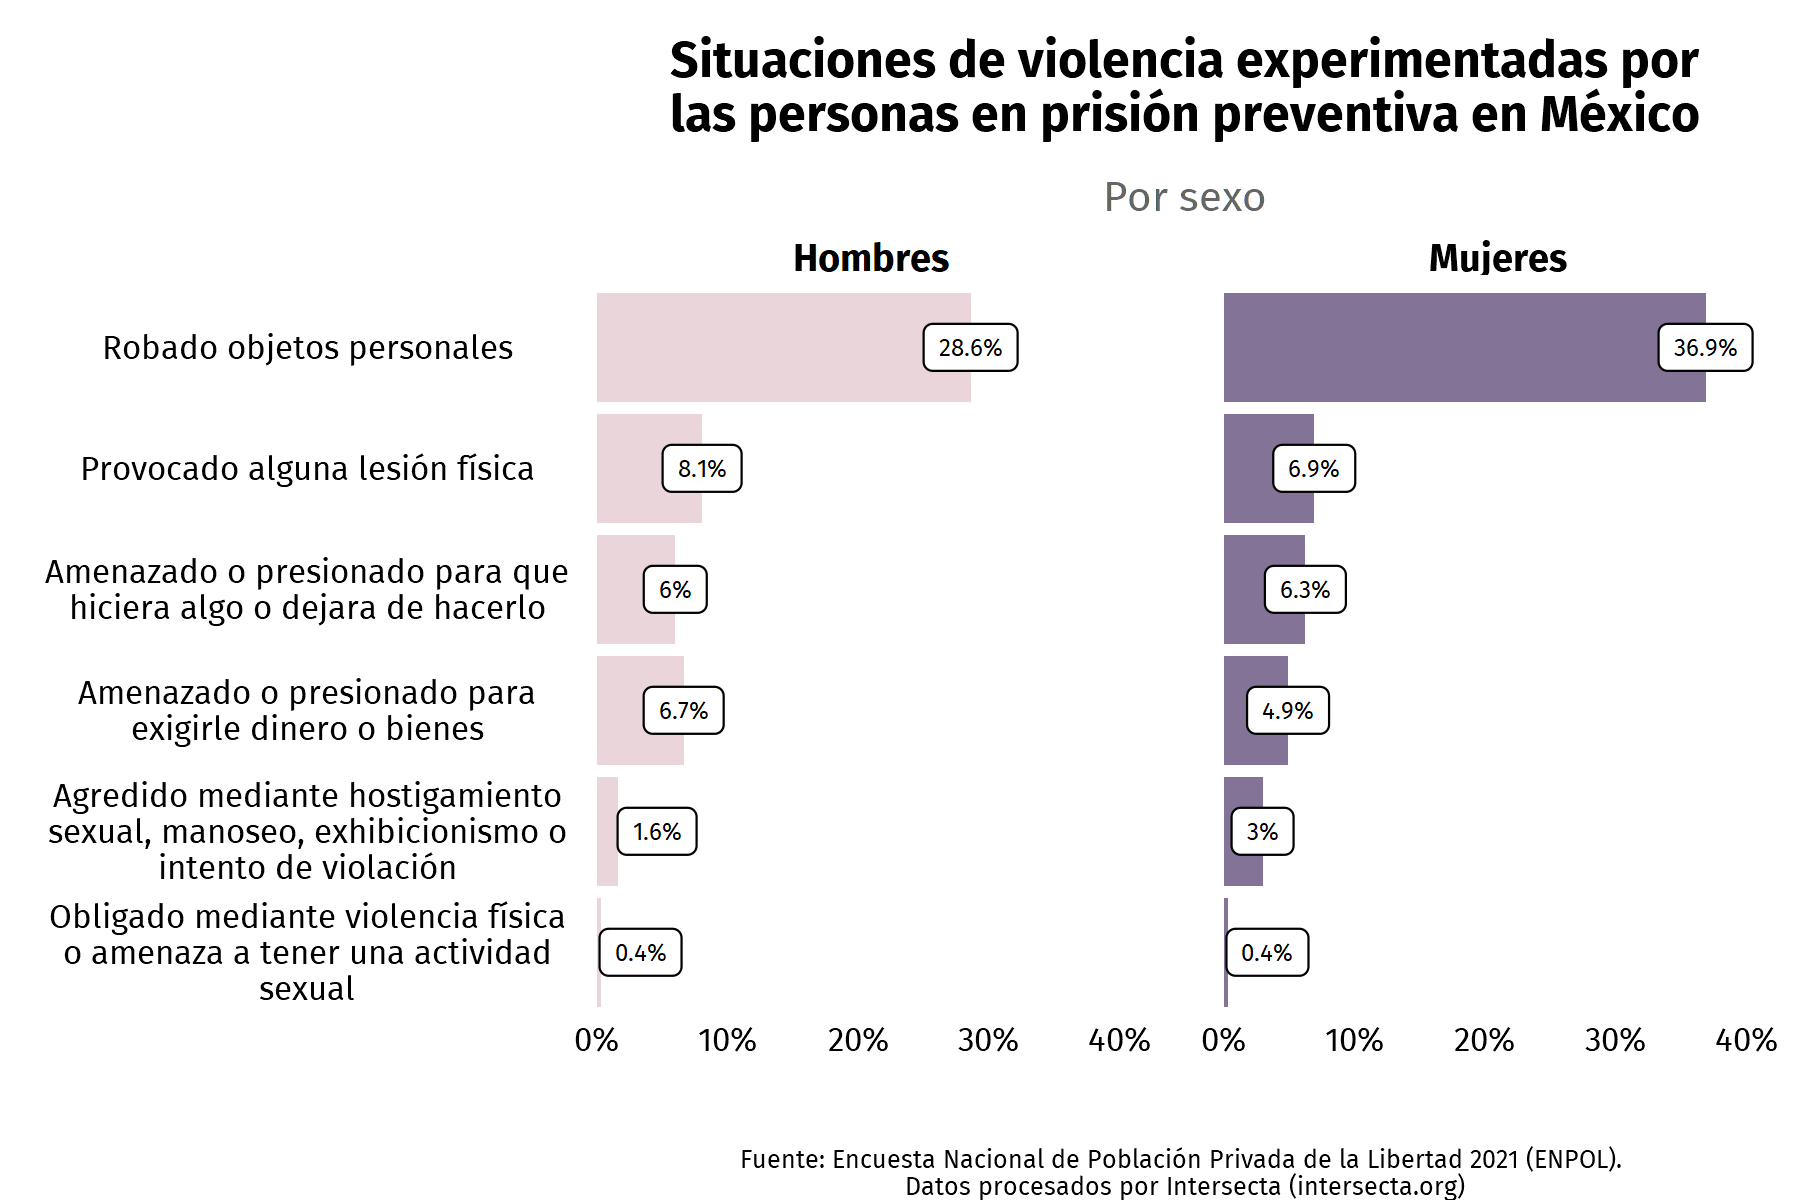 Situaciones de violencia experimentadas por
las personas en prisión preventiva en México
Por sexo
Hombres
Mujeres
Robado objetos personales
28.6%
36.9%
Provocado alguna lesión física
8.1%
6.9%
Amenazado o presionado para que
hiciera algo o dejara de hacerlo
6%
6.3%
Amenazado o presionado para
exigirle dinero o bienes
6.7%
4.9%
Agredido mediante hostigamiento
sexual, manoseo, exhibicionismo o
intento de violación
1.6%
3%
Obligado mediante violencia física
o amenaza a tener una actividad
sexual
0.4%
0.4%
0% 10% 20% 30% 40% 0% 10% 20% 30% 40%
Fuente: Encuesta Nacional de Población Privada de la Libertad 2021 (ENPOL).
Datos procesados por Intersecta (intersecta.org)